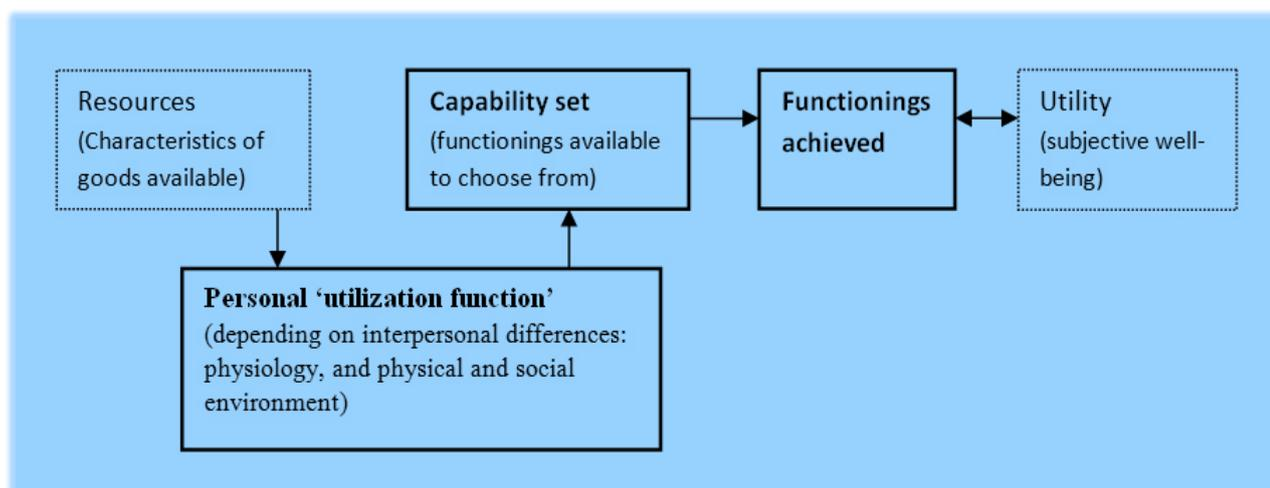 Resources
(Characteristics of
goods available)
Capability set
(functionings available
to choose from)
Functionings
achieved
Utility
(subjective well-
being)
Personal ‘utilization function’
(depending on interpersonal differences:
physiology, and physical and social
environment)